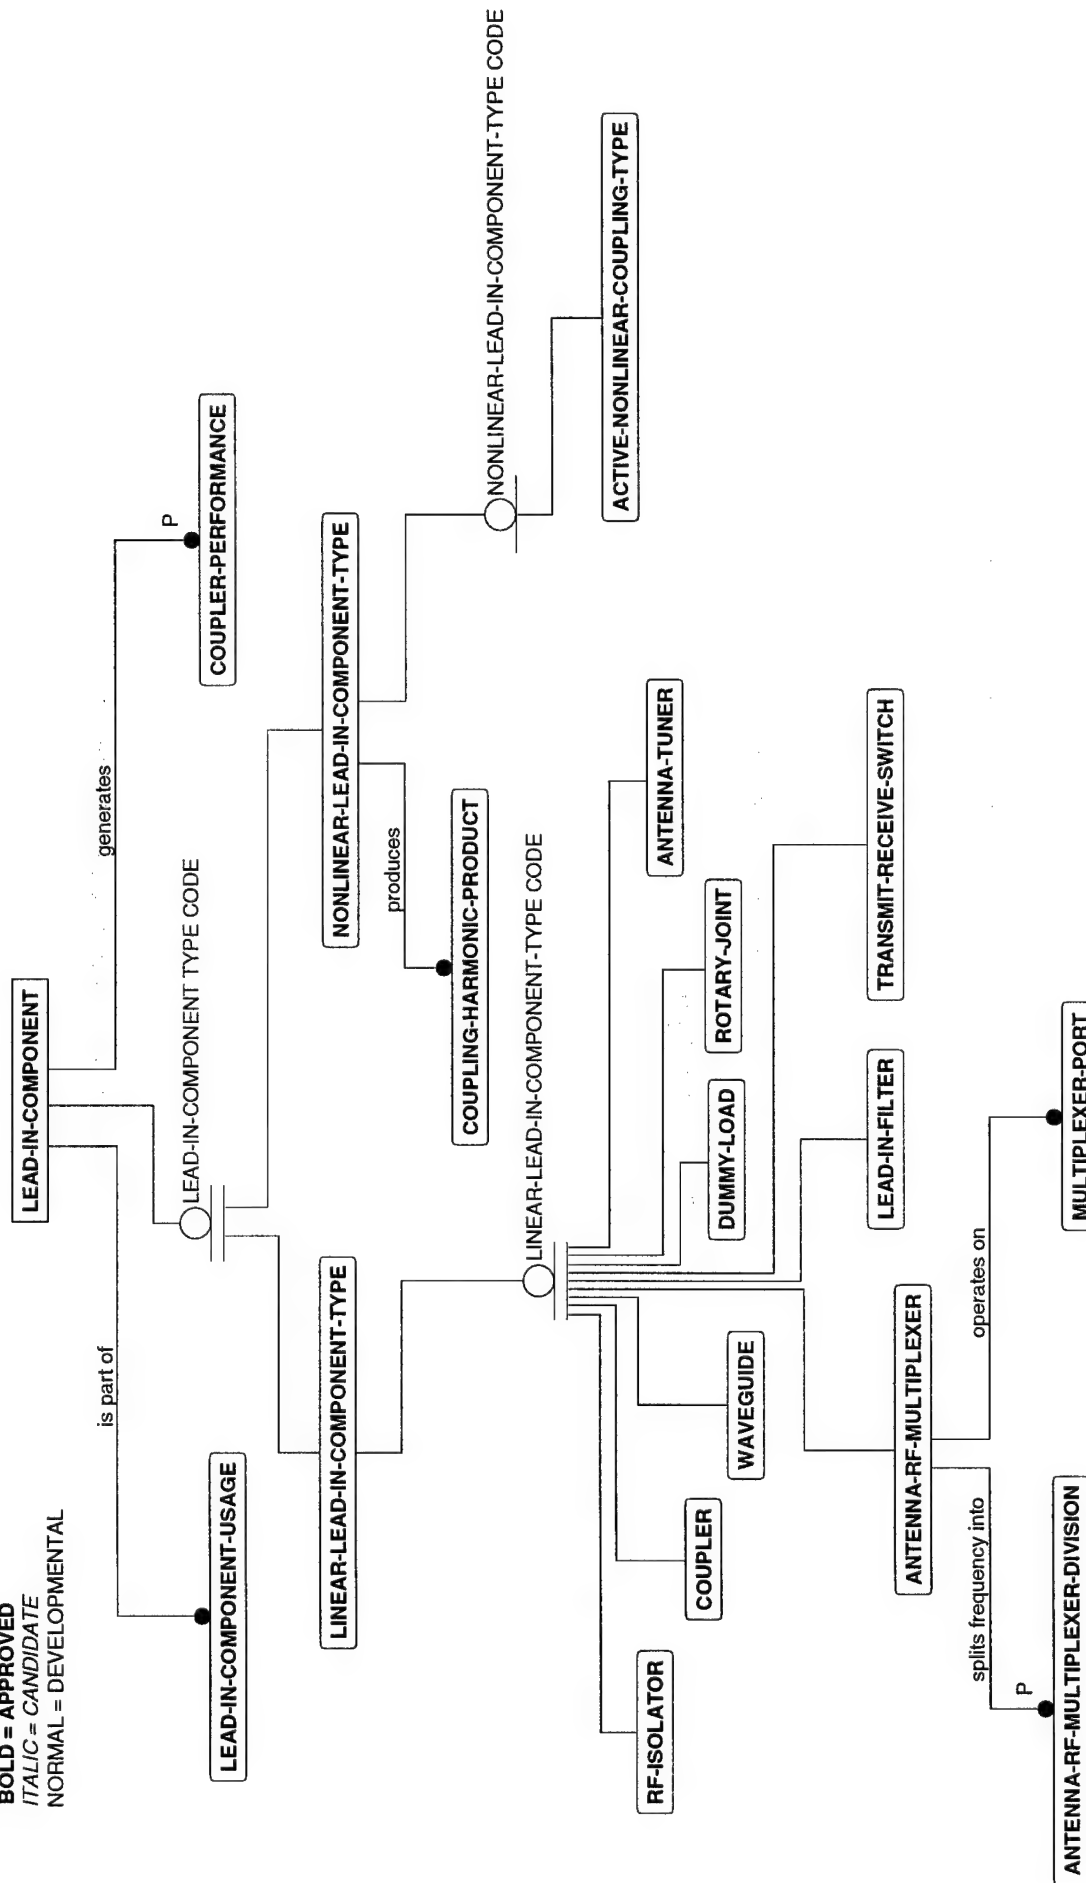 BOLD = APPROVED
ITALIC = CANDIDATE
NORMAL = DEVELOPMENTAL
LEAD-IN-COMPONENT
is part of
generates
LEAD-IN-COMPONENT TYPE CODE
P
LEAD-IN-COMPONENT-USAGE
COUPLER-PERFORMANCE
LINEAR-LEAD-IN-COMPONENT-TYPE
NONLINEAR-LEAD-IN-COMPONENT-TYPE
produces
COUPLING-HARMONIC-PRODUCT
NONLINEAR-LEAD-IN-COMPONENT-TYPE CODE
LINEAR-LEAD-IN-COMPONENT-TYPE CODE
ACTIVE-NONLINEAR-COUPLING-TYPE
RF-ISOLATOR
COUPLER
WAVEGUIDE
DUMMY-LOAD
ROTARY-JOINT
ANTENNA-TUNER
ANTENNA-RF-MULTIPLEXER
LEAD-IN-FILTER
TRANSMIT-RECEIVE-SWITCH
splits frequency into
operates on
P
ANTENNA-RF-MULTIPLEXER-DIVISION
MULTIPLEXER-PORT